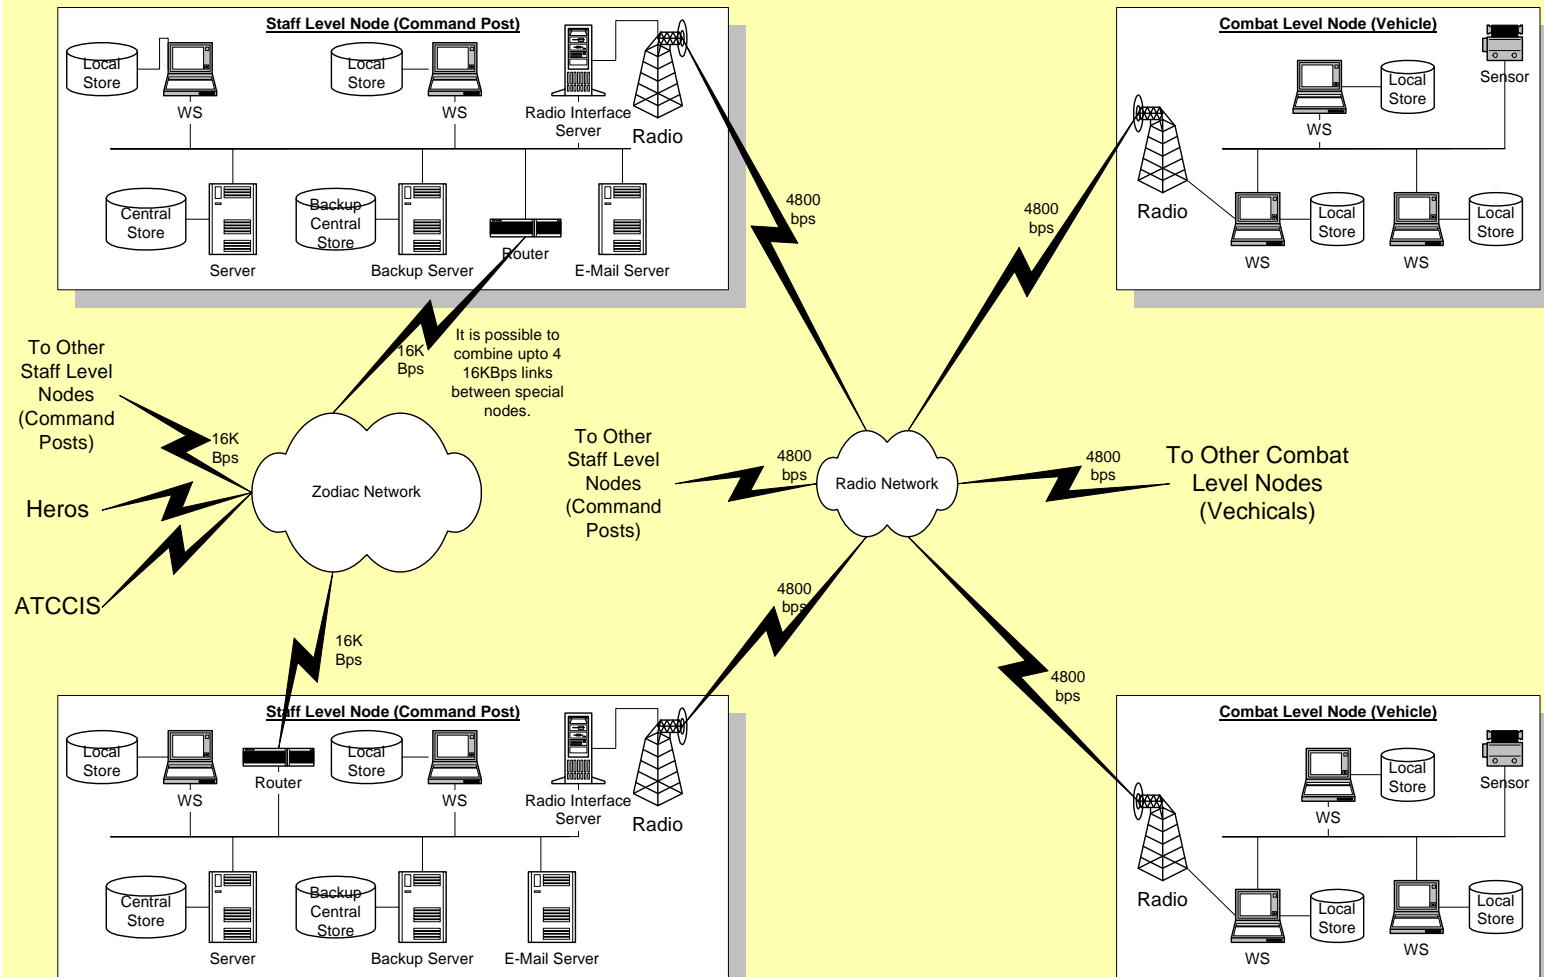 Staff Level Node (Command Post)
Local
Store
WS
Local
Store
WS
Radio Interface
Server
Radio
Central
Store
Server
Backup
Central
Store
Backup Server
Router
E-Mail Server
Combat Level Node (Vehicle)
Sensor
Local
Store
WS
Radio
Local
Store
WS
Local
Store
WS
4800
bps
4800
bps
16K
Bps
It is possible to
combine upto 4
16KBps links
between special
nodes.
To Other
Staff Level
Nodes
(Command
Posts)
16K
Bps
Heros
ATCCIS
Zodiac Network
16K
Bps
To Other
Staff Level
Nodes
(Command
Posts)
4800
bps
Radio Network
4800
bps
To Other Combat
Level Nodes
(Vechicals)
4800
bps
4800
bps
Staff Level Node (Command Post)
Local
Store
WS
Router
Local
Store
WS
Radio Interface
Server
Radio
Central
Store
Server
Backup
Central
Store
Backup Server
E-Mail Server
Combat Level Node (Vehicle)
Sensor
Local
Store
WS
Radio
Local
Store
WS
Local
Store
WS